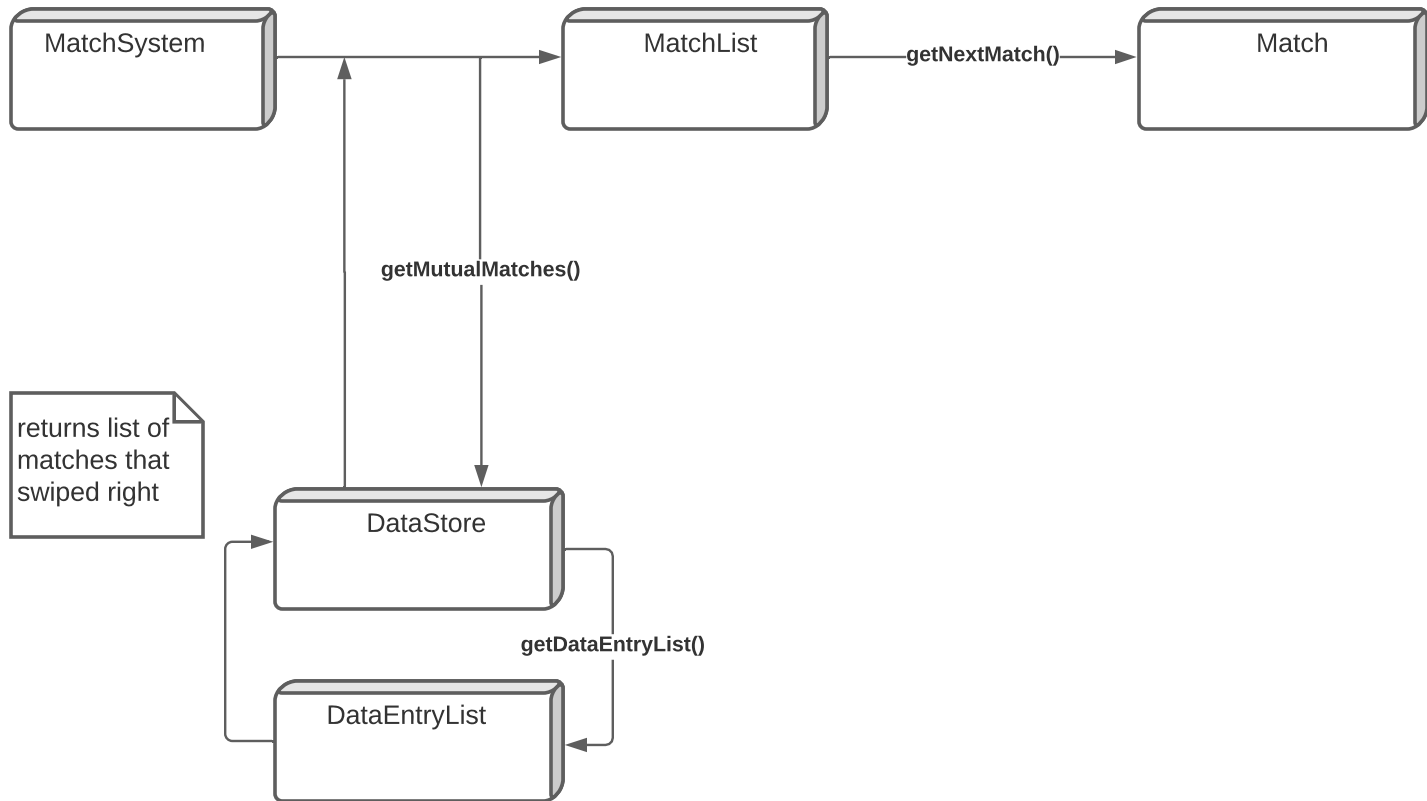 MatchSystem
MatchList
getNextMatch()
Match
getMutualMatches()
returns list of
matches that
swiped right
DataStore
getDataEntryList()
DataEntryList